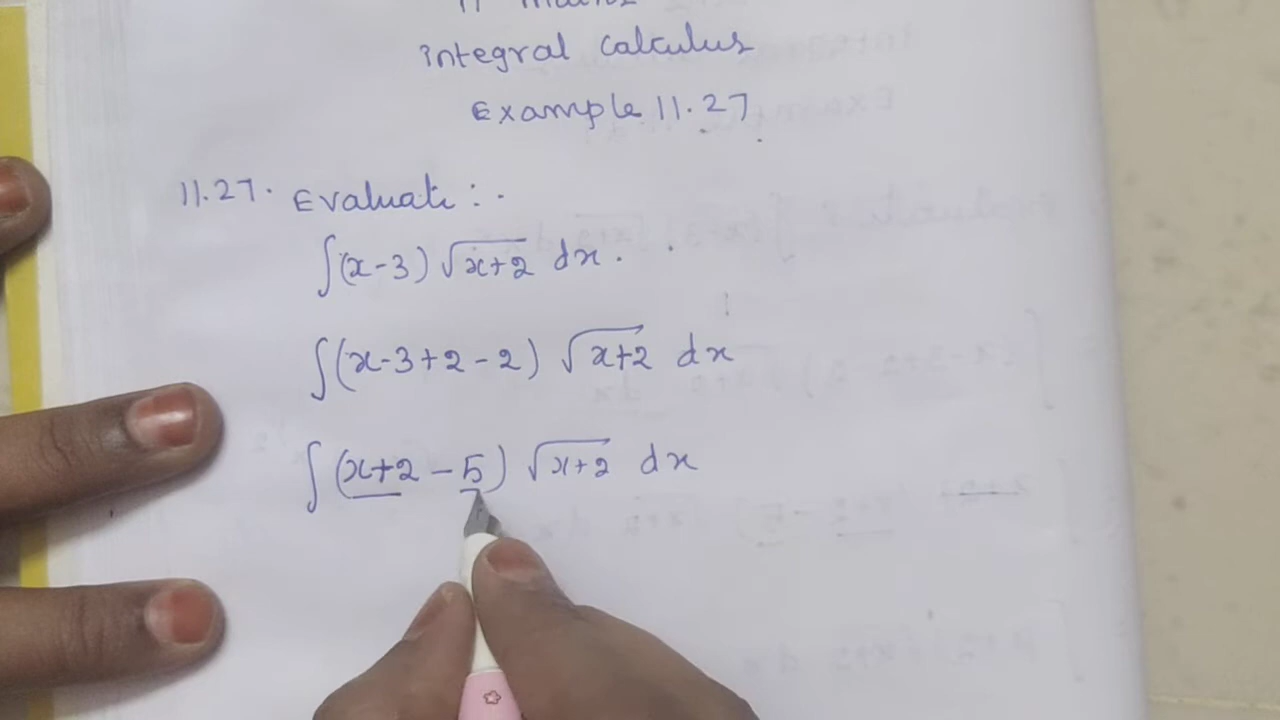 integral calculus
Example 11.27
11.27. Evaluate :-
∫(x-3) √x+2 dx.
∫(x-3+2-2) √x+2 dx
∫(x+2-5) √x+2 dx